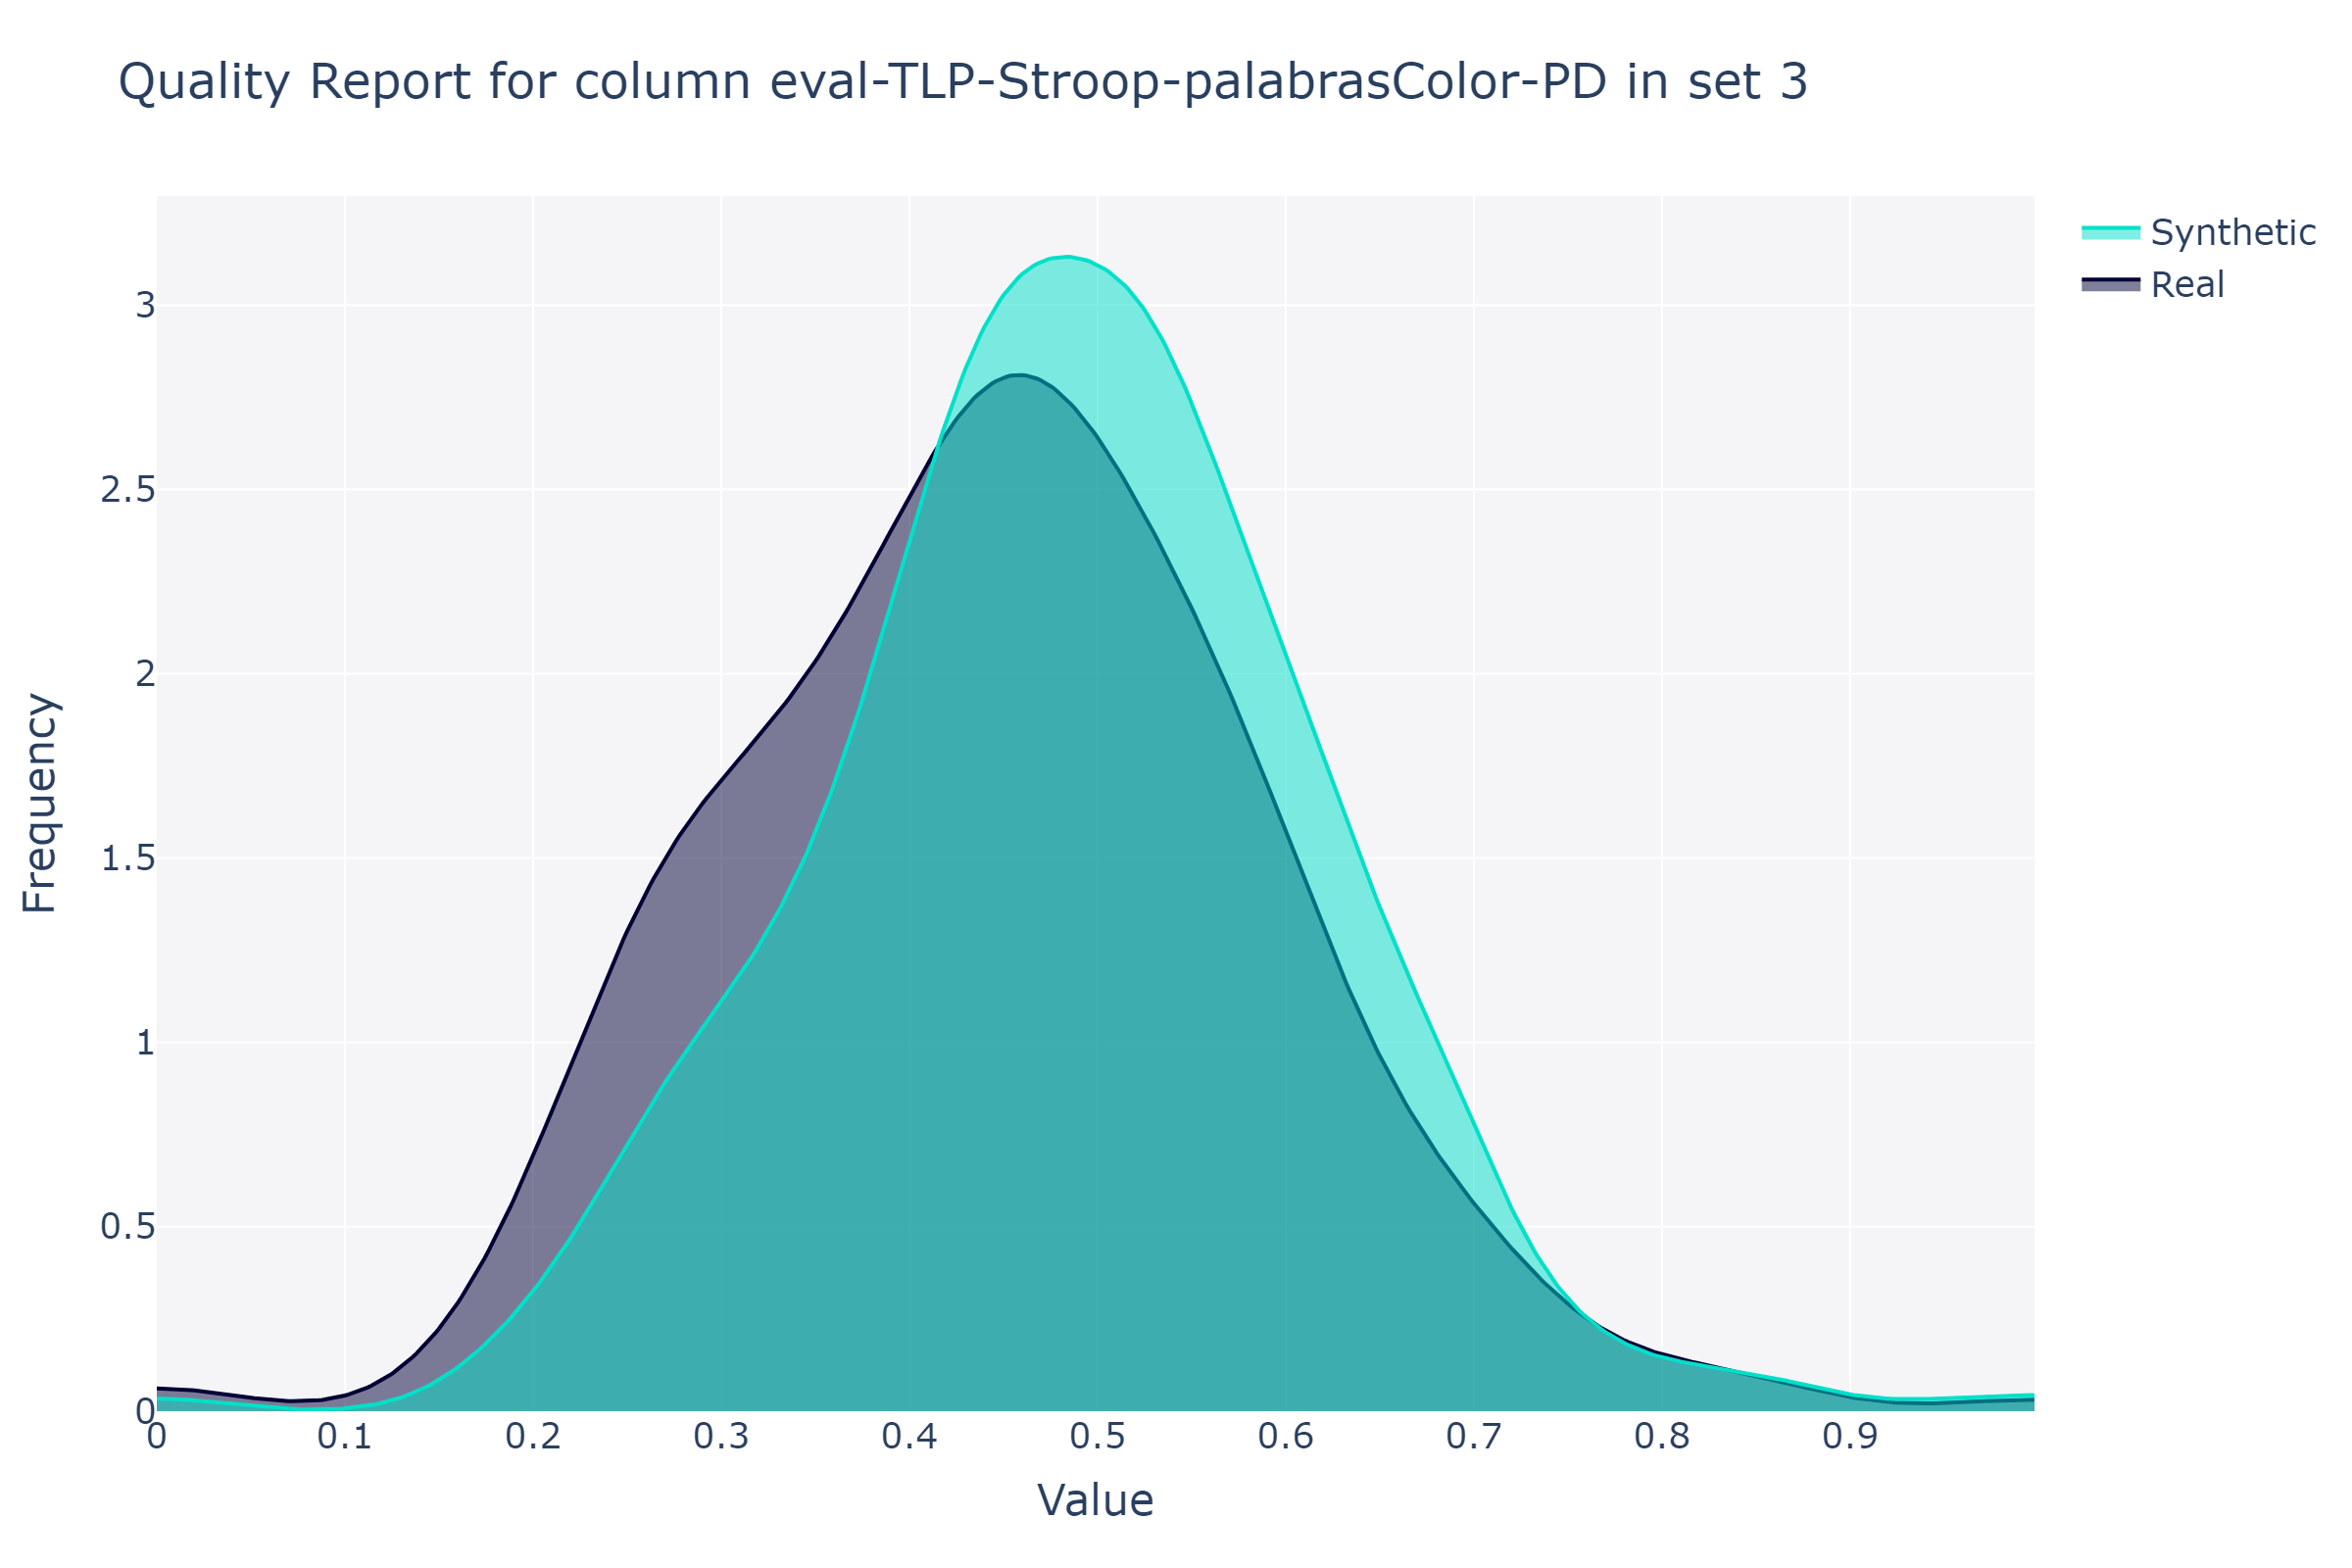 Quality Report for column eval-TLP-Stroop-palabrasColor-PD in set 3
Synthetic
Real
Frequency
3
2.5
2
1.5
1
0.5
0
0 0.1 0.2 0.3 0.4 0.5 0.6 0.7 0.8 0.9
Value